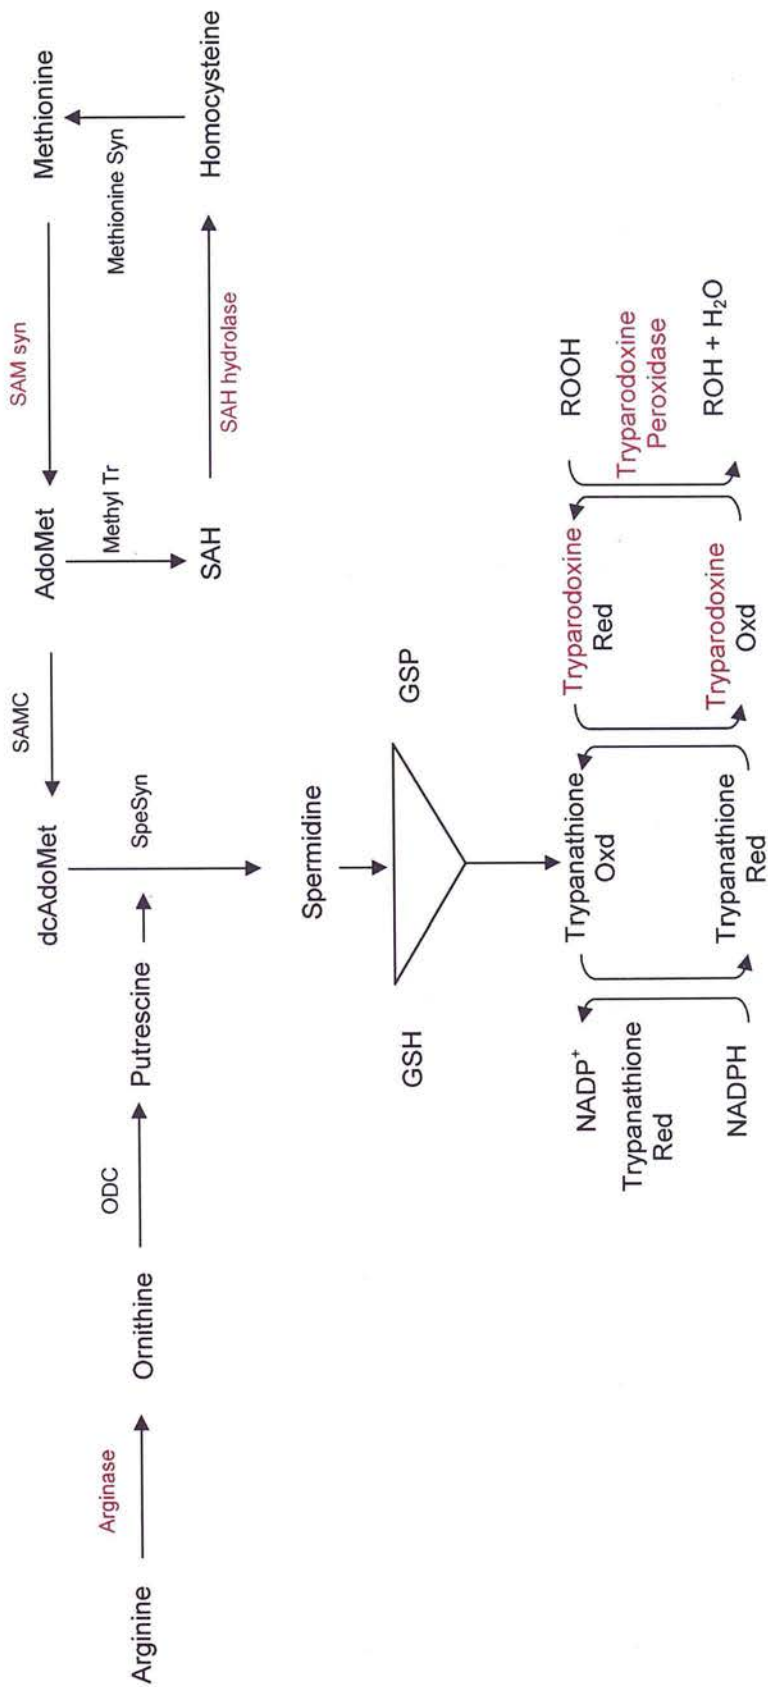 SAM syn
AdoMet
Methionine
Methyl Tr
Methionine Syn
SAH
Homocysteine
SAH hydrolase
SAMC
dcAdoMet
SpeSyn
Arginase
ODC
Arginine
Ornithine
Putrescine
Spermidine
GSH
GSP
NADP+
Trypanathione
Red
NADPH
Trypanathione
Oxd
Trypanathione
Red
Tryparodoxine
Red
Tryparodoxine
Oxd
ROOH
Tryparodoxine
Peroxidase
ROH + H₂O